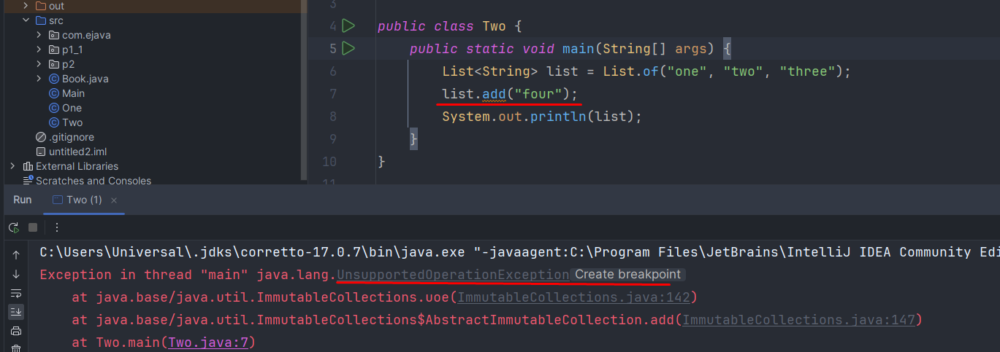 out
src
com.ejava
p1_1
p2
Book.java
Main
One
Two
.gitignore
untitled2.iml
External Libraries
Scratches and Consoles
3
4 public class Two {
5 public static void main(String[] args) {
6 List<String> list = List.of("one", "two", "three");
7 list.add("four");
8 System.out.println(list);
9 }
10 }
11
Run Two (1) ×
C:\Users\Universal\.jdks\corretto-17.0.7\bin\java.exe "-javaagent:C:\Program Files\JetBrains\IntelliJ IDEA Community Edi
Exception in thread "main" java.lang.UnsupportedOperationException Create breakpoint
at java.base/java.util.ImmutableCollections.uoe(ImmutableCollections.java:142)
at java.base/java.util.ImmutableCollections$AbstractImmutableCollection.add(ImmutableCollections.java:147)
at Two.main(Two.java:7)